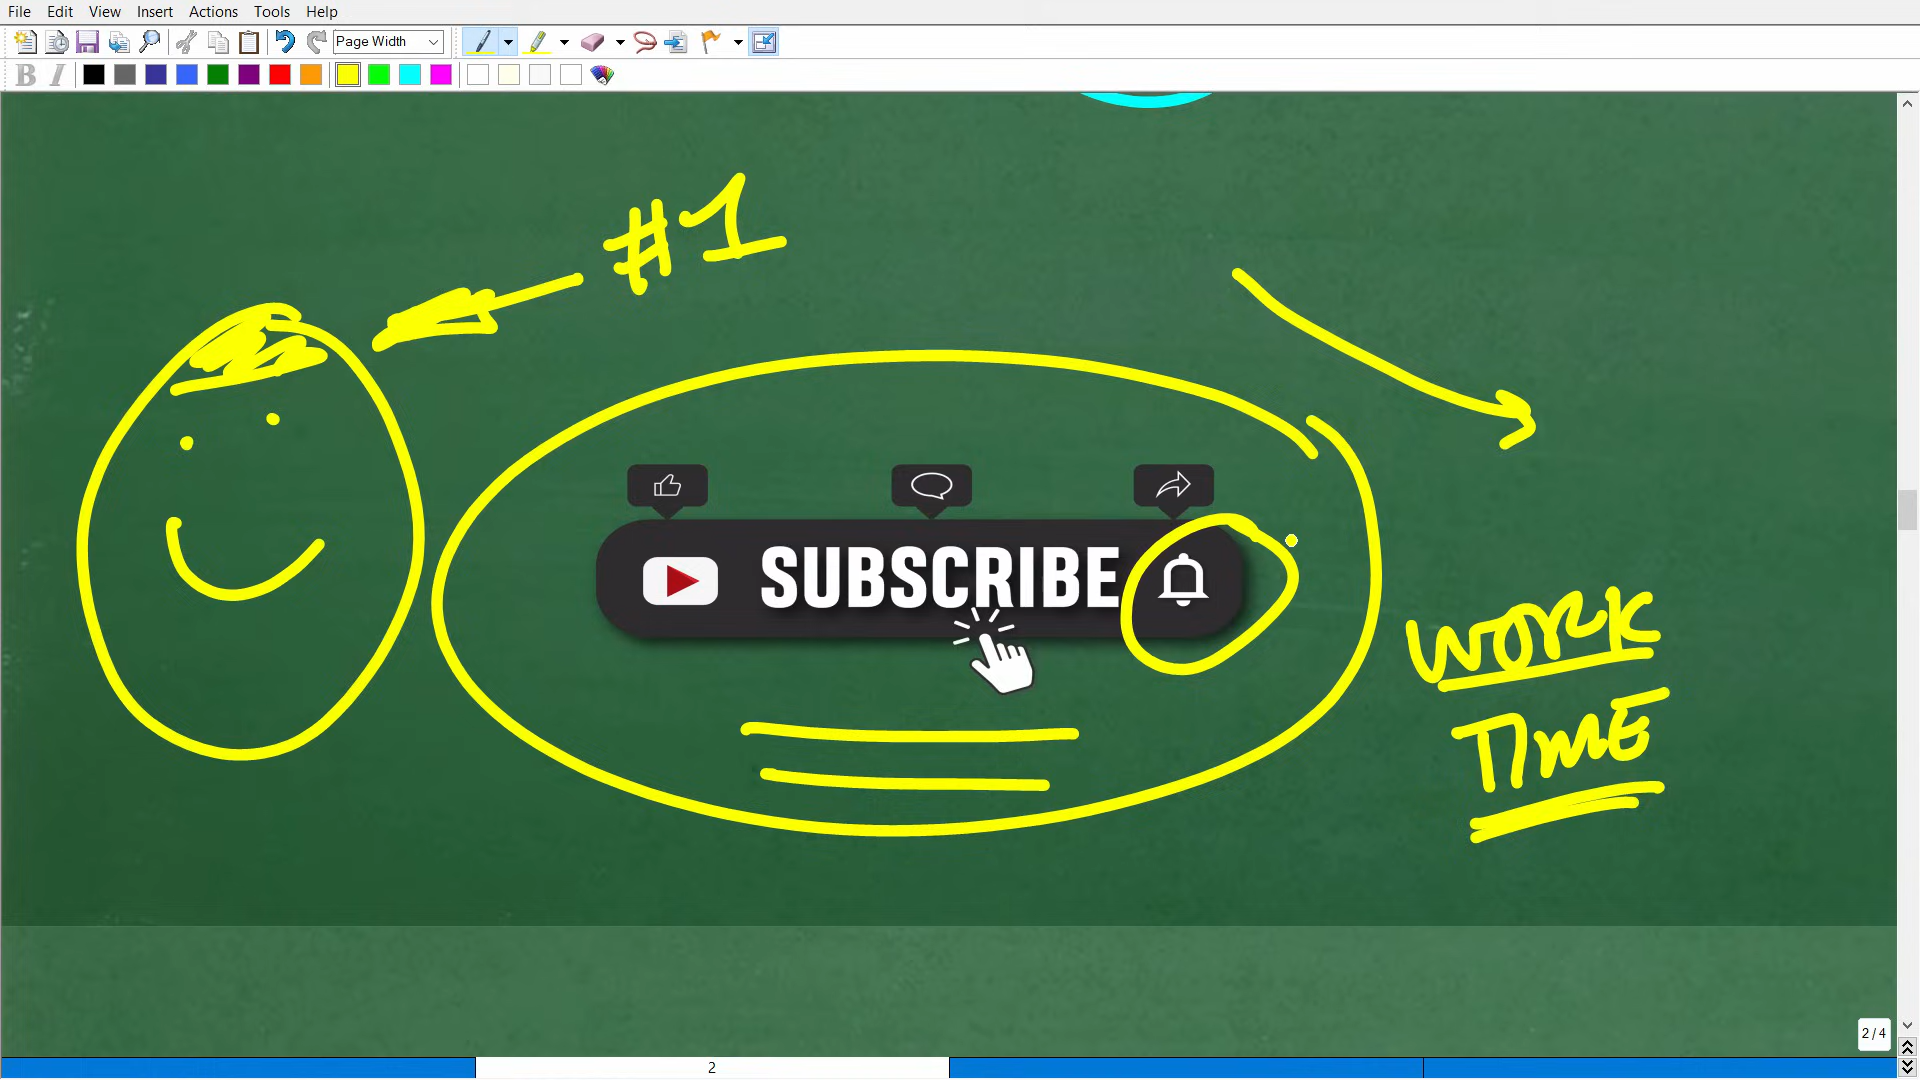 File Edit View Insert Actions Tools Help
Page Width
B I
#1
SUBSCRIBE
WORK
TIME
2 / 4
2